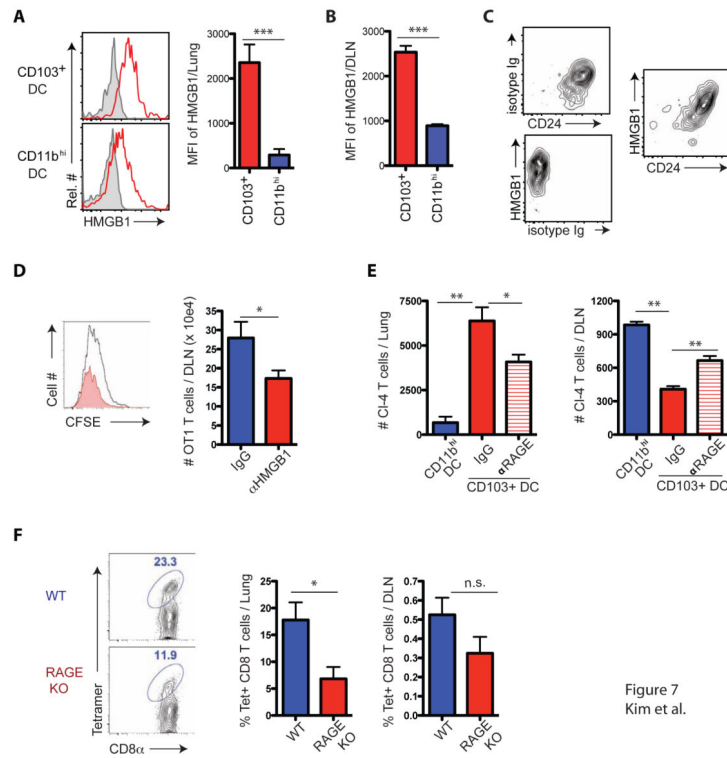 A
CD103+
DC
CD11bhi
DC
Rel. #
HMGB1
MFI of HMGB1/Lung
3000
2000
1000
0
***
CD103+
CD11bhi
B
MFI of HMGB1/DLN
3000
2000
1000
0
***
CD103+
CD11bhi
C
isotype Ig
CD24
HMGB1
isotype Ig
HMGB1
CD24
D
Cell #
CFSE
# OT1 T cells / DLN (x 10e4)
35
30
25
20
15
10
5
0
*
IgG
αHMGB1
E
# Cl-4 T cells / Lung
7500
5000
2500
0
**
*
CD11bhi
DC
IgG
αRAGE
CD103+ DC
# Cl-4 T cells / DLN
1200
900
600
300
0
**
**
CD11bhi
DC
IgG
αRAGE
CD103+ DC
F
WT
23.3
RAGE
KO
11.9
Tetramer
CD8α
% Tet+ CD8 T cells / Lung
25
20
15
10
5
0
*
WT
RAGE
KO
% Tet+ CD8 T cells / DLN
0.8
0.7
0.6
0.5
0.4
0.3
0.2
0.1
0.0
n.s.
WT
RAGE
KO
Figure 7
Kim et al.